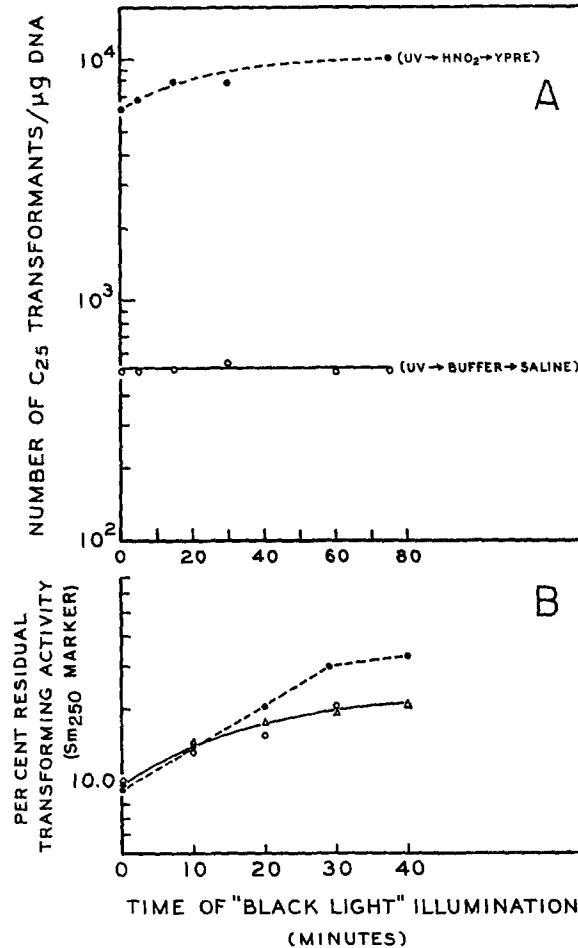 NUMBER OF C25 TRANSFORMANTS/μg DNA
10⁴
10³
10²
(UV→HNO₂→YPRE)
A
(UV→BUFFER→SALINE)
0 20 40 60 80
PER CENT RESIDUAL
TRANSFORMING ACTIVITY
(Sm250 MARKER)
10.0
B
0 10 20 30 40
TIME OF "BLACK LIGHT" ILLUMINATION
(MINUTES)